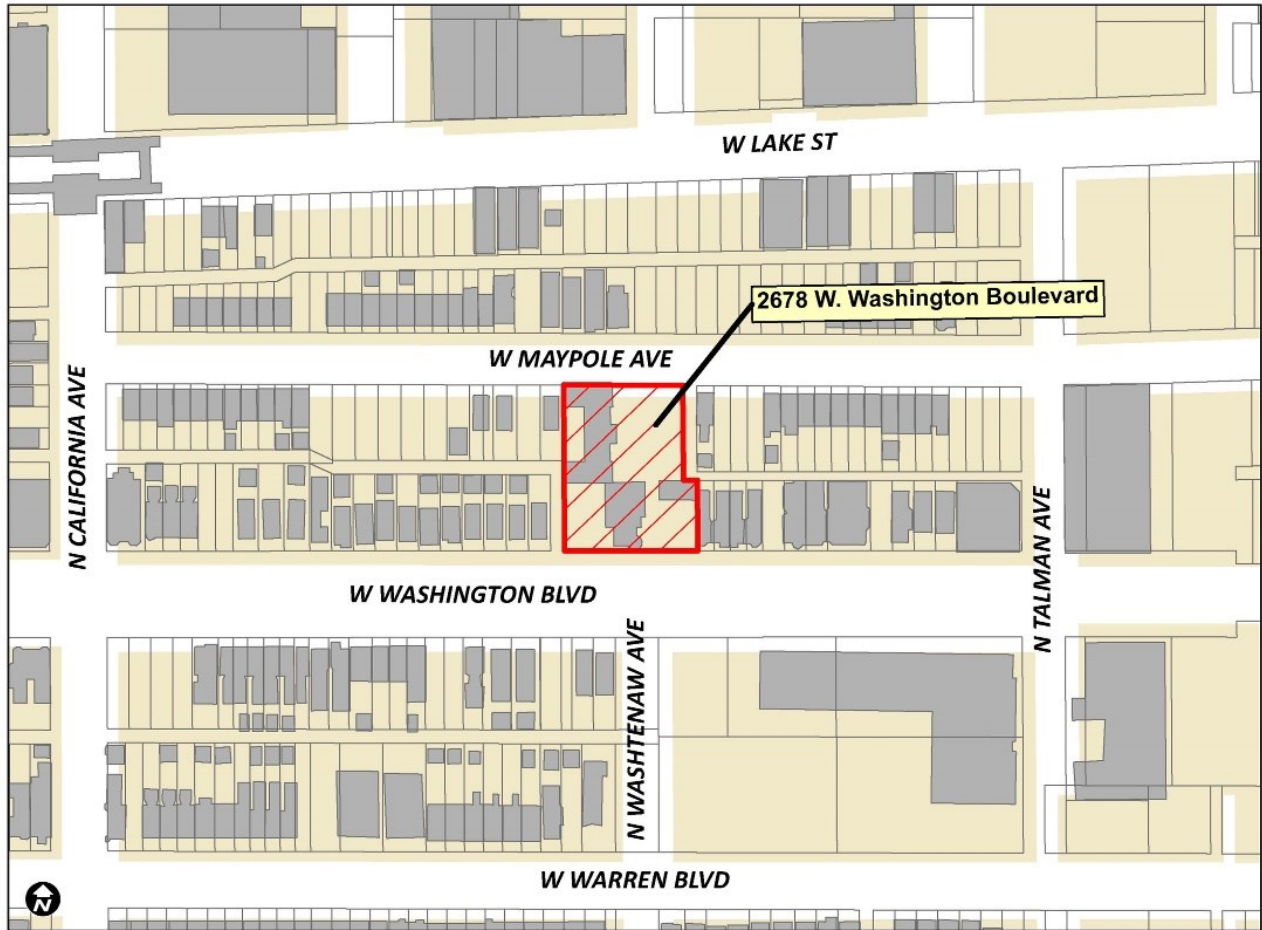 W LAKE ST
2678 W. Washington Boulevard
W MAYPOLE AVE
N CALIFORNIA AVE
W WASHINGTON BLVD
N TALMAN AVE
N WASHTENAW AVE
W WARREN BLVD
N